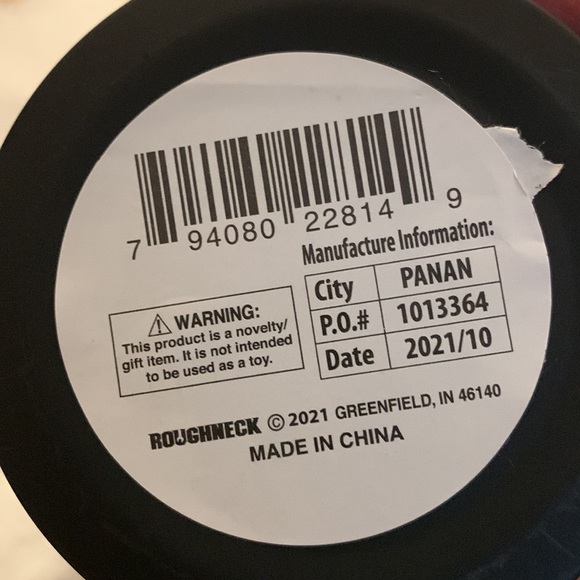 7 94080 22814 9
Manufacture Information:
City PANAN
P.O.# 1013364
Date 2021/10
⚠ WARNING:
This product is a novelty/
gift item. It is not intended
to be used as a toy.
ROUGHNECK © 2021 GREENFIELD, IN 46140
MADE IN CHINA